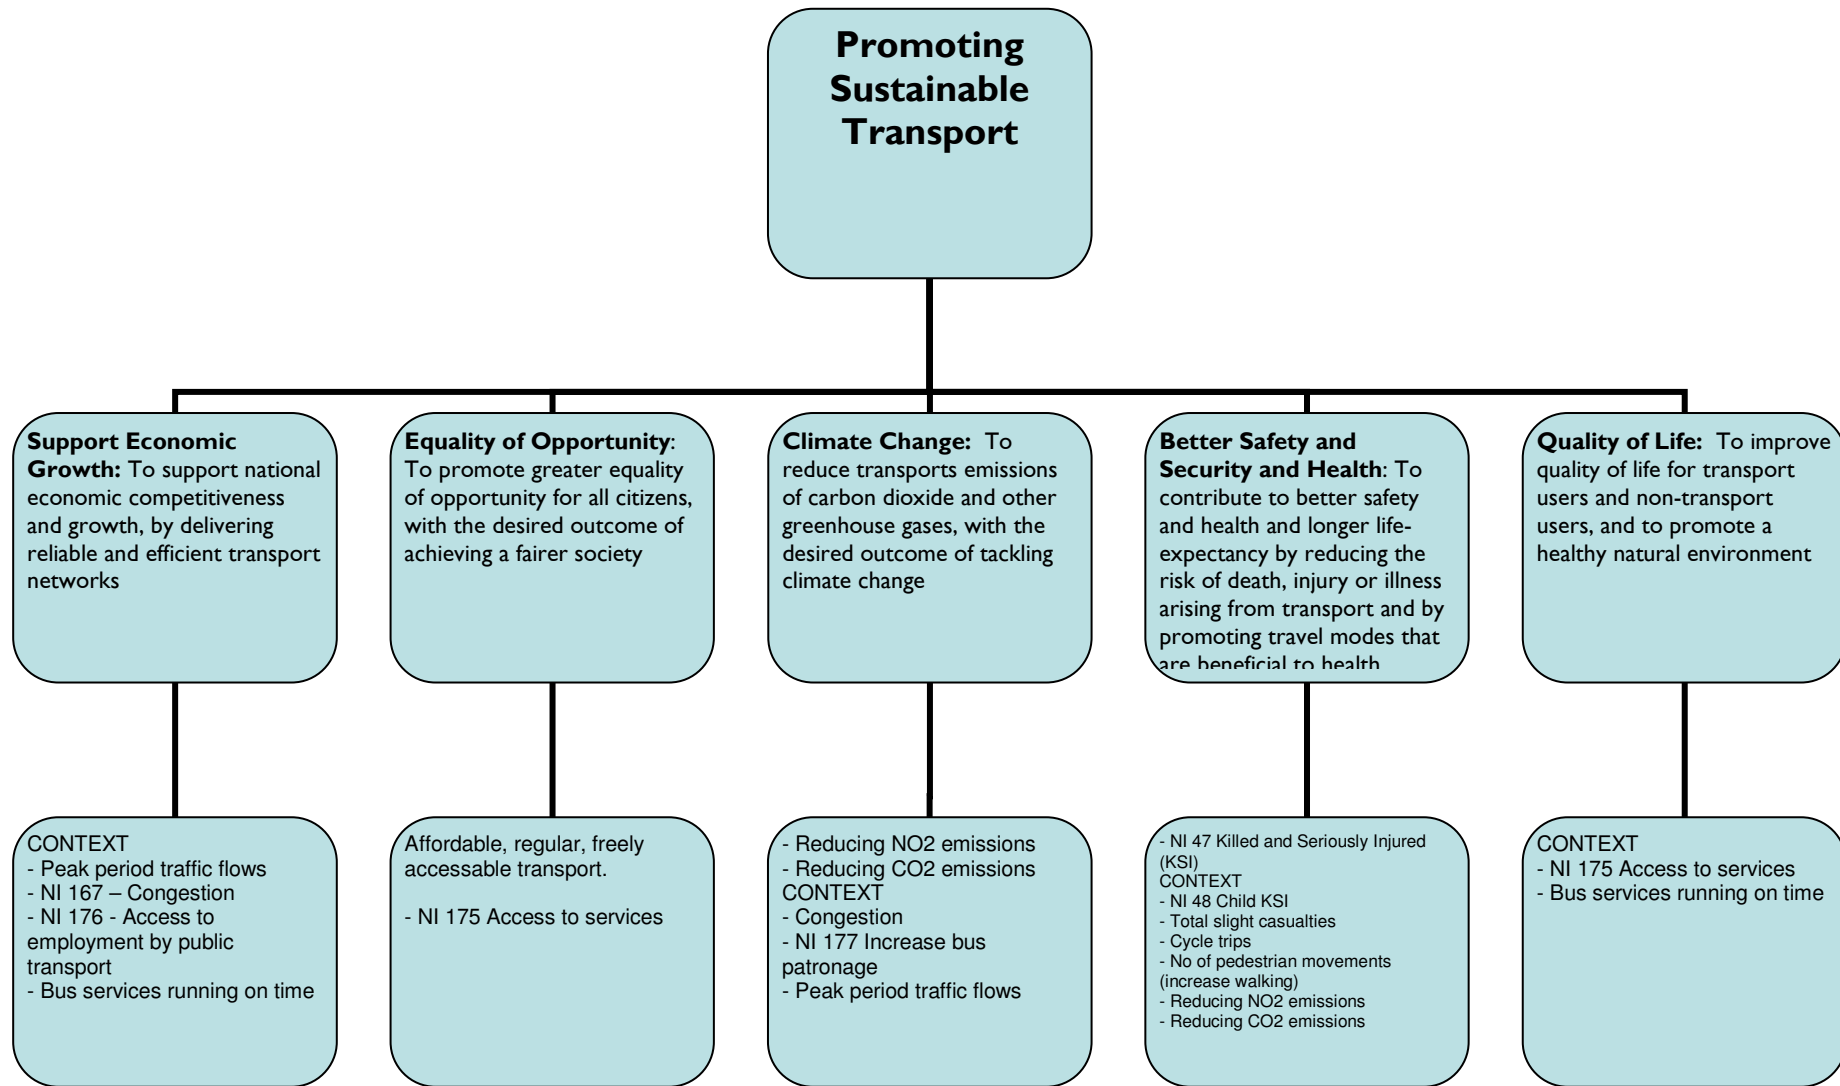 Promoting
Sustainable
Transport
Support Economic
Growth: To support national
economic competitiveness
and growth, by delivering
reliable and efficient transport
networks
Equality of Opportunity:
To promote greater equality
of opportunity for all citizens,
with the desired outcome of
achieving a fairer society
Climate Change: To
reduce transports emissions
of carbon dioxide and other
greenhouse gases, with the
desired outcome of tackling
climate change
Better Safety and
Security and Health: To
contribute to better safety
and health and longer life-
expectancy by reducing the
risk of death, injury or illness
arising from transport and by
promoting travel modes that
are beneficial to health
Quality of Life: To improve
quality of life for transport
users and non-transport
users, and to promote a
healthy natural environment
CONTEXT
- Peak period traffic flows
- NI 167 – Congestion
- NI 176 - Access to
employment by public
transport
- Bus services running on time
Affordable, regular, freely
accessable transport.
- NI 175 Access to services
- Reducing NO2 emissions
- Reducing CO2 emissions
CONTEXT
- Congestion
- NI 177 Increase bus
patronage
- Peak period traffic flows
- NI 47 Killed and Seriously Injured
(KSI)
CONTEXT
- NI 48 Child KSI
- Total slight casualties
- Cycle trips
- No of pedestrian movements
(increase walking)
- Reducing NO2 emissions
- Reducing CO2 emissions
CONTEXT
- NI 175 Access to services
- Bus services running on time